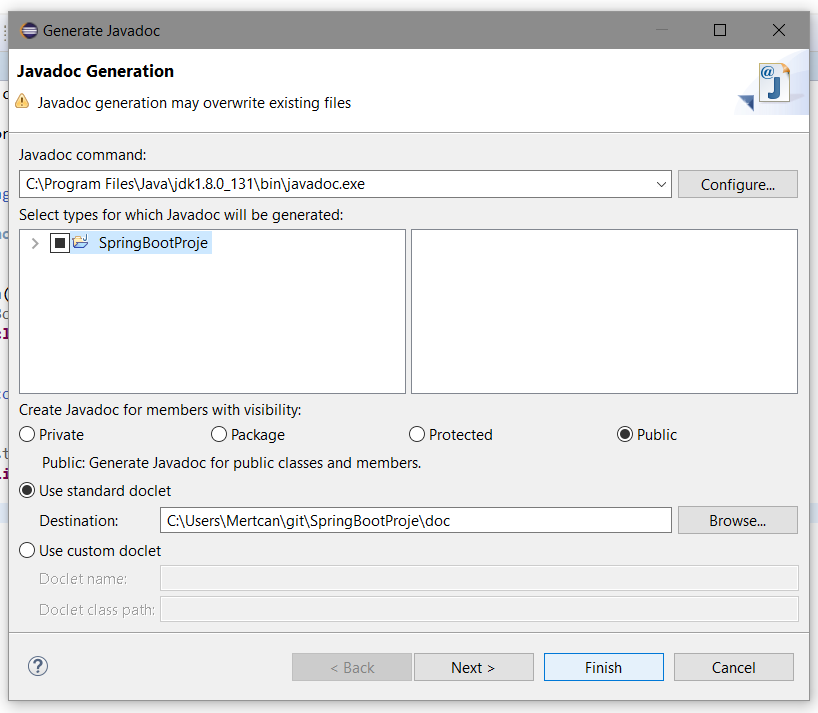 Generate Javadoc
Javadoc Generation
Javadoc generation may overwrite existing files
Javadoc command:
C:\Program Files\Java\jdk1.8.0_131\bin\javadoc.exe
Configure...
Select types for which Javadoc will be generated:
SpringBootProje
Create Javadoc for members with visibility:
Private Package Protected Public
Public: Generate Javadoc for public classes and members.
Use standard doclet
Destination: C:\Users\Mertcan\git\SpringBootProje\doc Browse...
Use custom doclet
Doclet name:
Doclet class path:
< Back Next > Finish Cancel